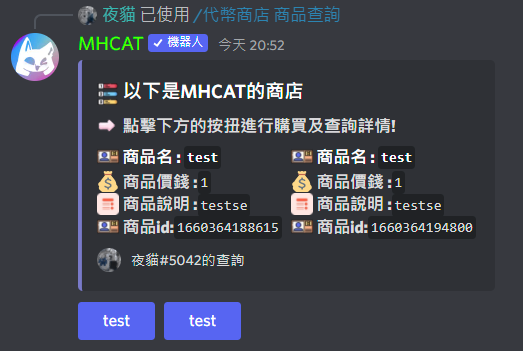 夜貓 已使用 /代幣商店 商品查詢
MHCAT 機器人 今天 20:52
以下是MHCAT的商店
點擊下方的按扭進行購買及查詢詳情!
商品名: test 商品名: test
商品價錢: 1 商品價錢: 1
商品說明: testse 商品說明: testse
商品id: 1660364188615 商品id: 1660364194800
夜貓#5042的查詢
test test